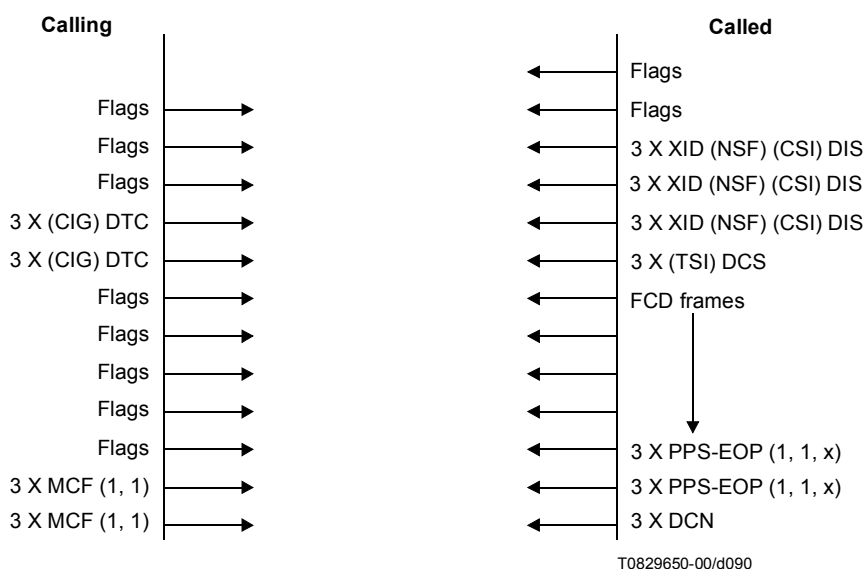 Calling Called
Flags
Flags Flags
Flags 3 X XID (NSF) (CSI) DIS
Flags 3 X XID (NSF) (CSI) DIS
3 X (CIG) DTC 3 X XID (NSF) (CSI) DIS
3 X (CIG) DTC 3 X (TSI) DCS
Flags FCD frames
Flags
Flags
Flags
Flags 3 X PPS-EOP (1, 1, x)
3 X MCF (1, 1) 3 X PPS-EOP (1, 1, x)
3 X MCF (1, 1) 3 X DCN
T0829650-00/d090